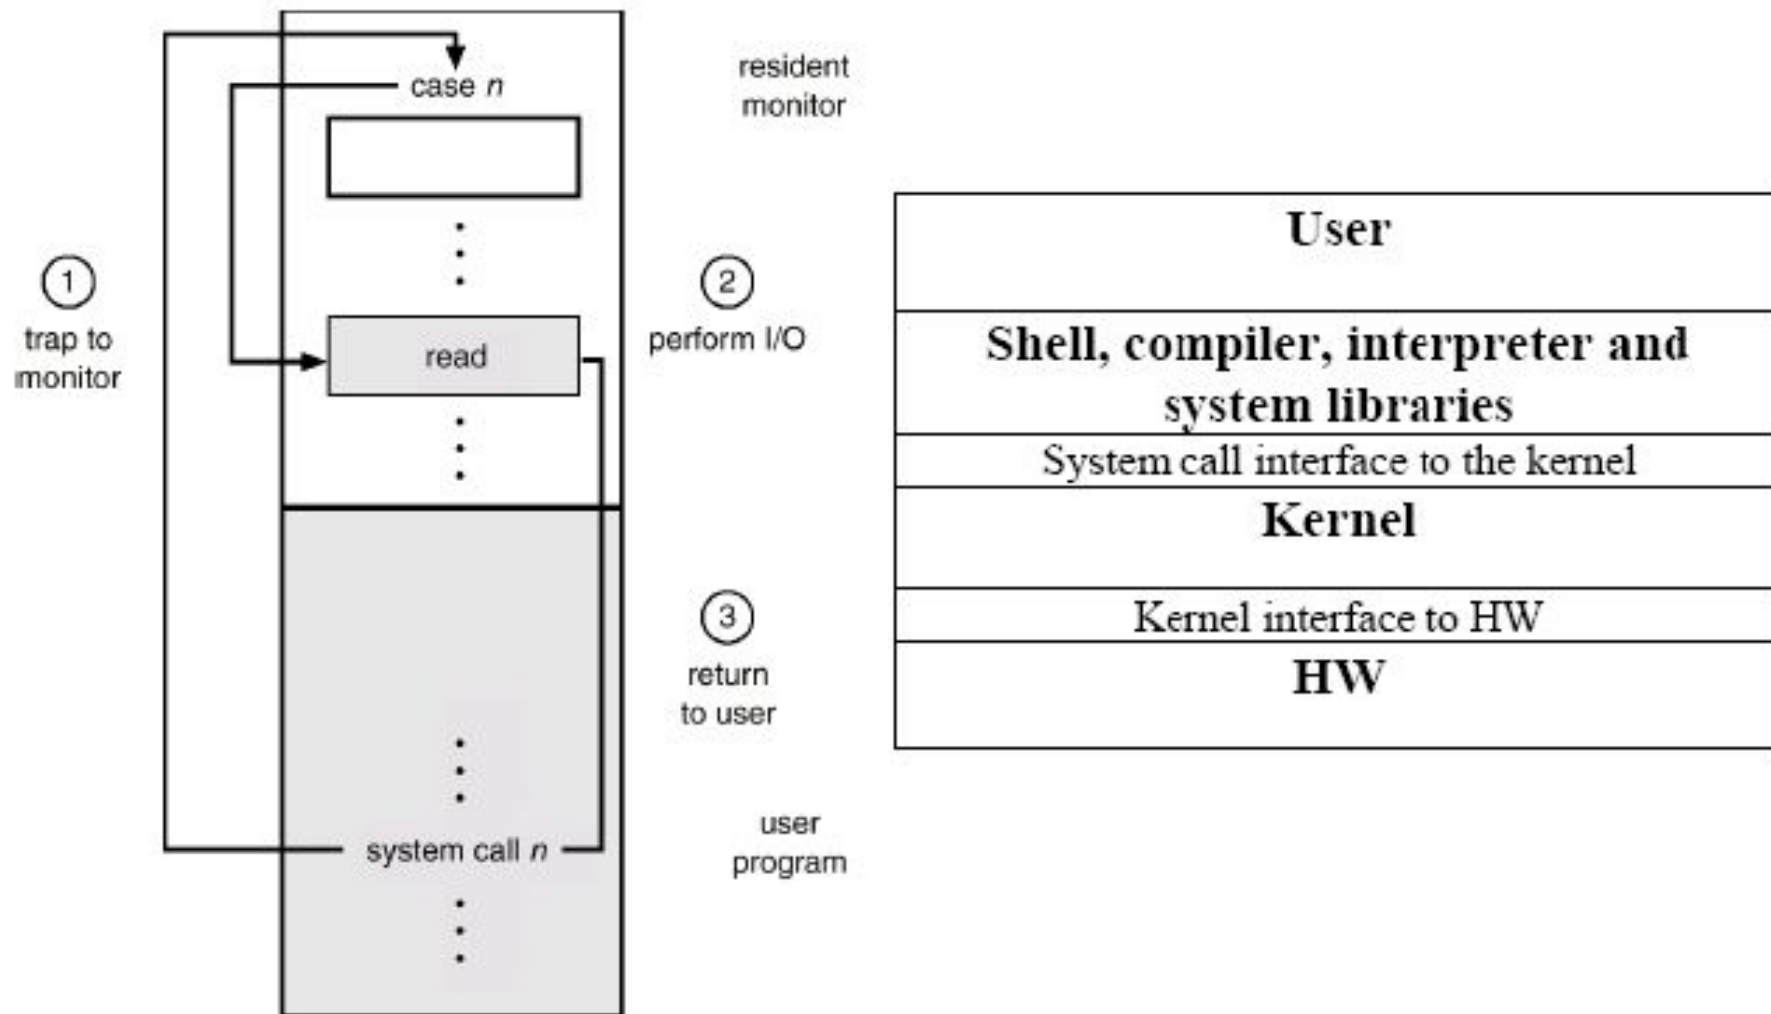 resident
monitor
case n
1
trap to
monitor
2
perform I/O
read
3
return
to user
system call n
user
program
User
Shell, compiler, interpreter and
system libraries
System call interface to the kernel
Kernel
Kernel interface to HW
HW